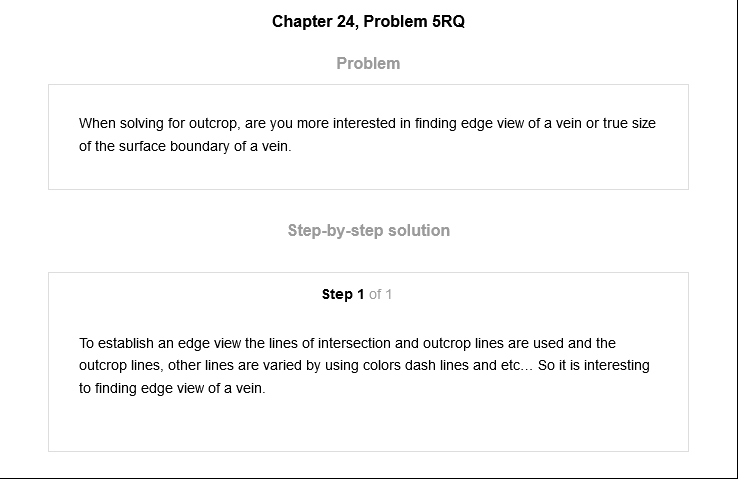 Chapter 24, Problem 5RQ
Problem
When solving for outcrop, are you more interested in finding edge view of a vein or true size
of the surface boundary of a vein.
Step-by-step solution
Step 1 of 1
To establish an edge view the lines of intersection and outcrop lines are used and the
outcrop lines, other lines are varied by using colors dash lines and etc... So it is interesting
to finding edge view of a vein.